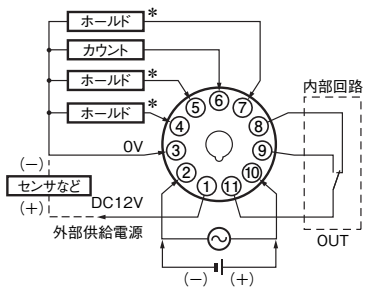 ホールド *
カウント
ホールド *
ホールド *
内部回路
⑤ ⑥ ⑦
④ ⑧
0V ③ ⑨
② ⑩
① ⑪
(−)
センサなど
(+)
DC12V
外部供給電源
OUT
(−) (+)